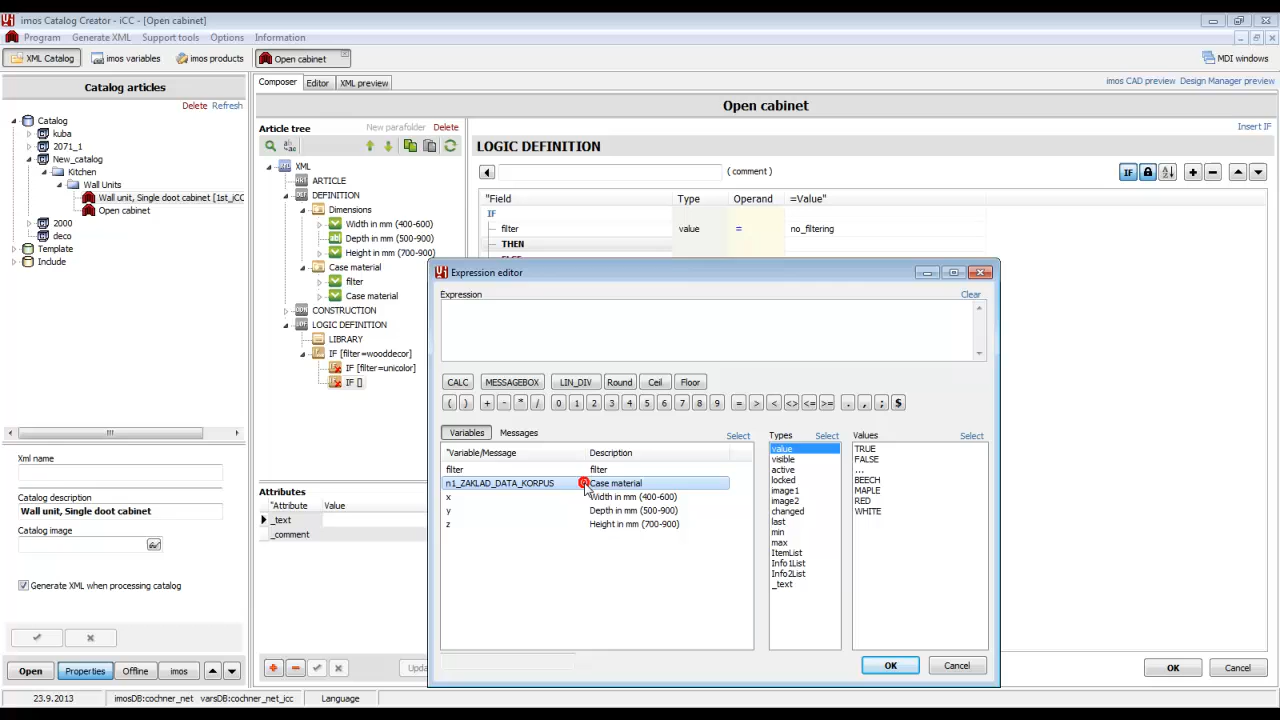 imos Catalog Creator - iCC - [Open cabinet]
Program Generate XML Support tools Options Information
XML Catalog imos variables imos products Open cabinet MDI windows
Catalog articles
Delete Refresh
Catalog
kuba
2071_1
New_catalog
Kitchen
Wall Units
Wall unit, Single doot cabinet [1st_iCC
Open cabinet
2000
deco
Template
Include
Xml name
Catalog description
Wall unit, Single doot cabinet
Catalog image
Generate XML when processing catalog
Open Properties Offline imos
Composer Editor XML preview imos CAD preview Design Manager preview
Open cabinet
Article tree New parafolder Delete
XML
ARTICLE
DEFINITION
Dimensions
Width in mm (400-600)
Depth in mm (500-900)
Height in mm (700-900)
Case material
filter
Case material
CONSTRUCTION
LOGIC DEFINITION
LIBRARY
IF [filter=wooddecor]
IF [filter=unicolor]
IF []
Attributes
"Attribute Value
_text
_comment
Upda
Insert IF
LOGIC DEFINITION
(comment)
IF
"Field Type Operand =Value"
IF
filter value = no_filtering
THEN
ELSE
Expression editor
Expression Clear
CALC MESSAGEBOX LIN_DIV Round Ceil Floor
( ) + - * / 0 1 2 3 4 5 6 7 8 9 = > < <> <= >= . , ; $
Variables Messages Select Types Select Values Select
"Variable/Message Description
filter filter
n1_ZAKLAD_DATA_KORPUS Case material
x Width in mm (400-600)
y Depth in mm (500-900)
z Height in mm (700-900)
value
visible
active
locked
image1
image2
changed
last
min
max
ItemList
Info1List
Info2List
_text
TRUE
FALSE
...
BEECH
MAPLE
RED
WHITE
OK Cancel
OK Cancel
23.9.2013 imosDB:cochner_net varsDB:cochner_net_icc Language